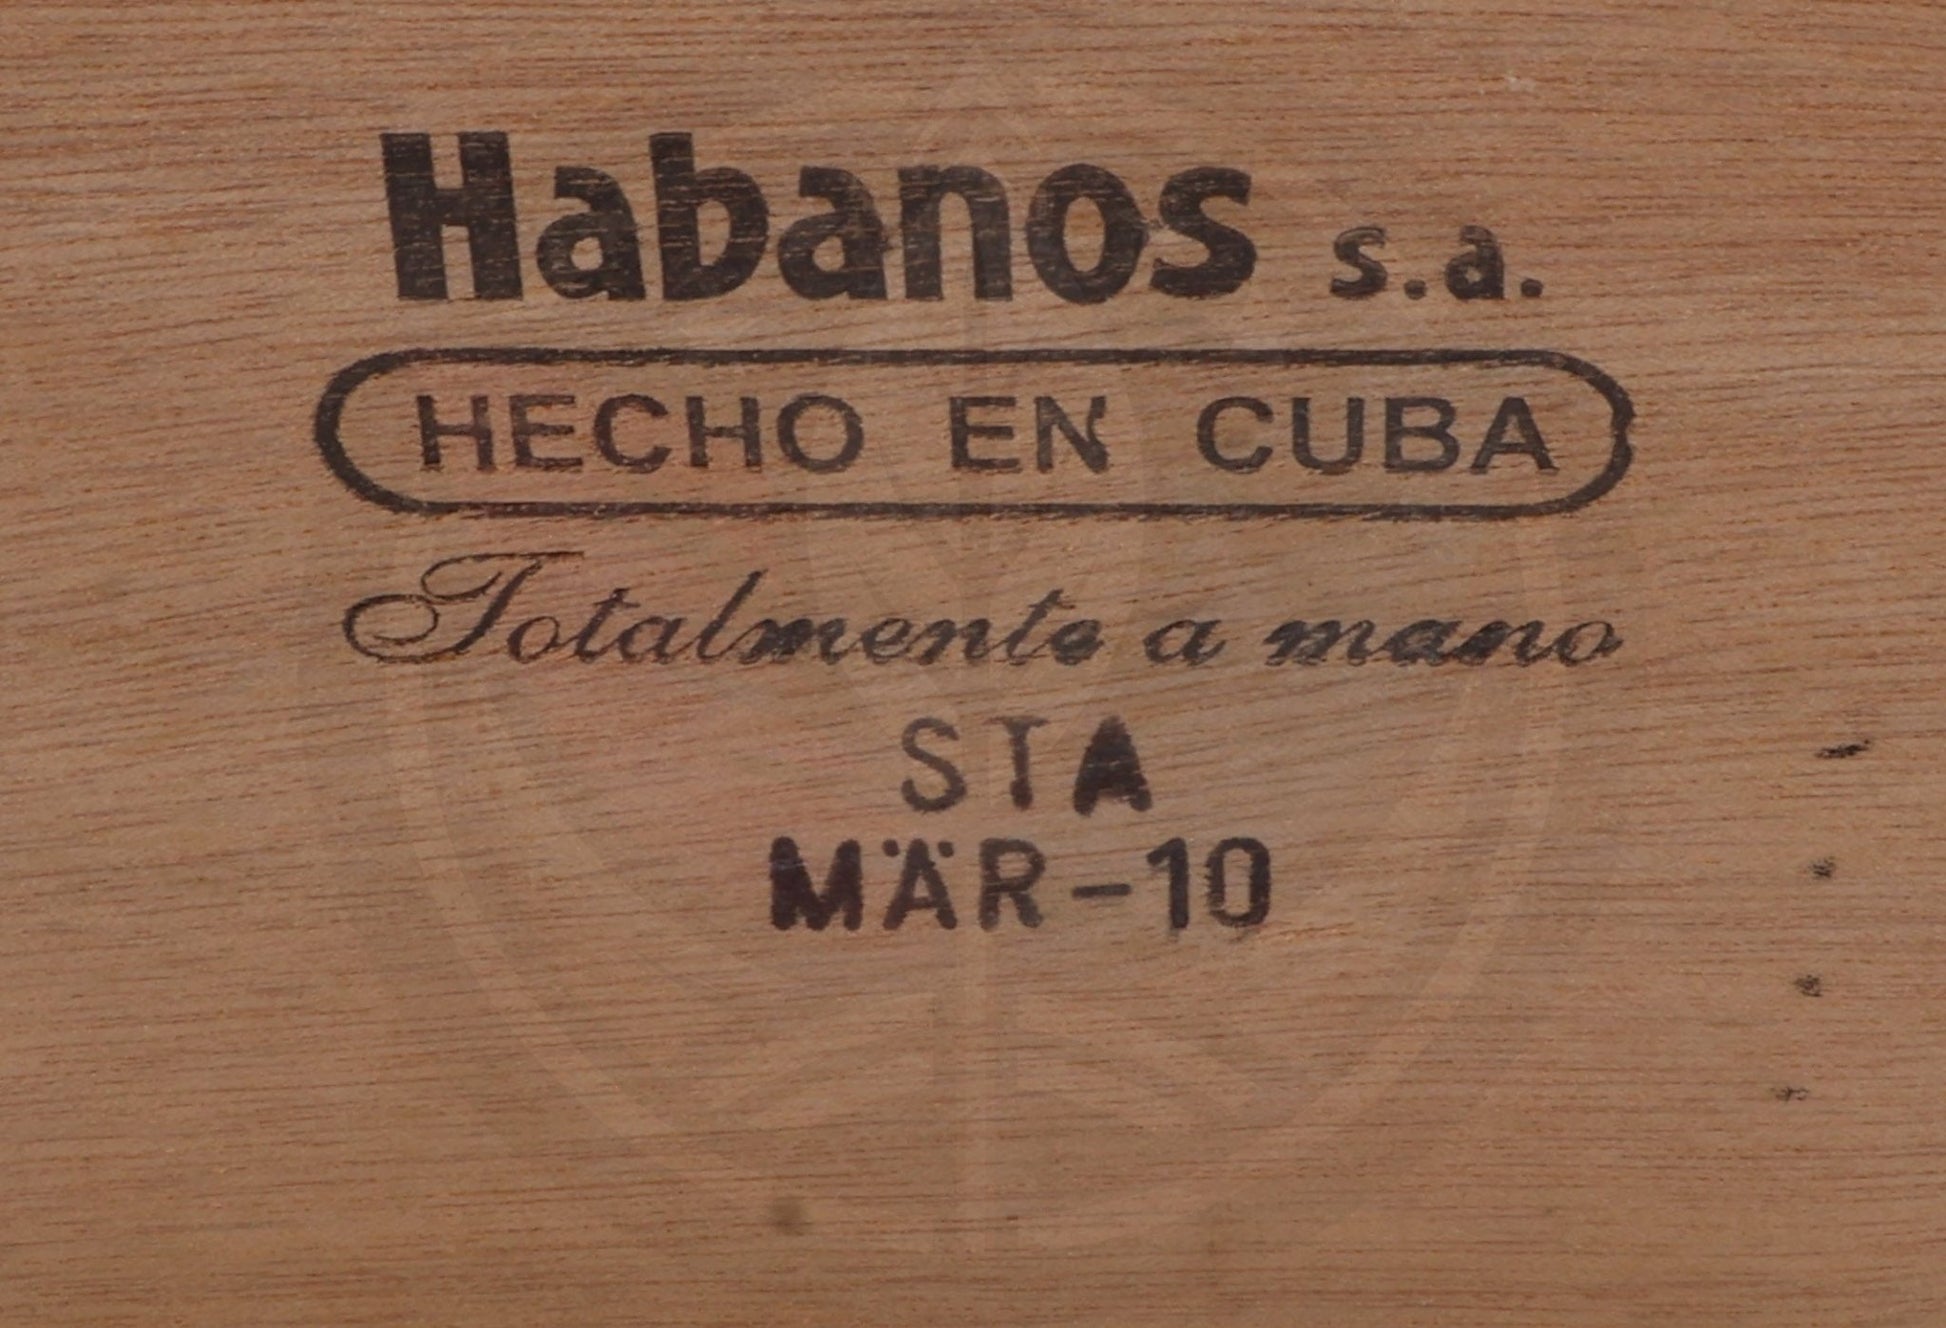 Habanos s.a.
HECHO EN CUBA
Totalmente a mano
STA
MÄR-10